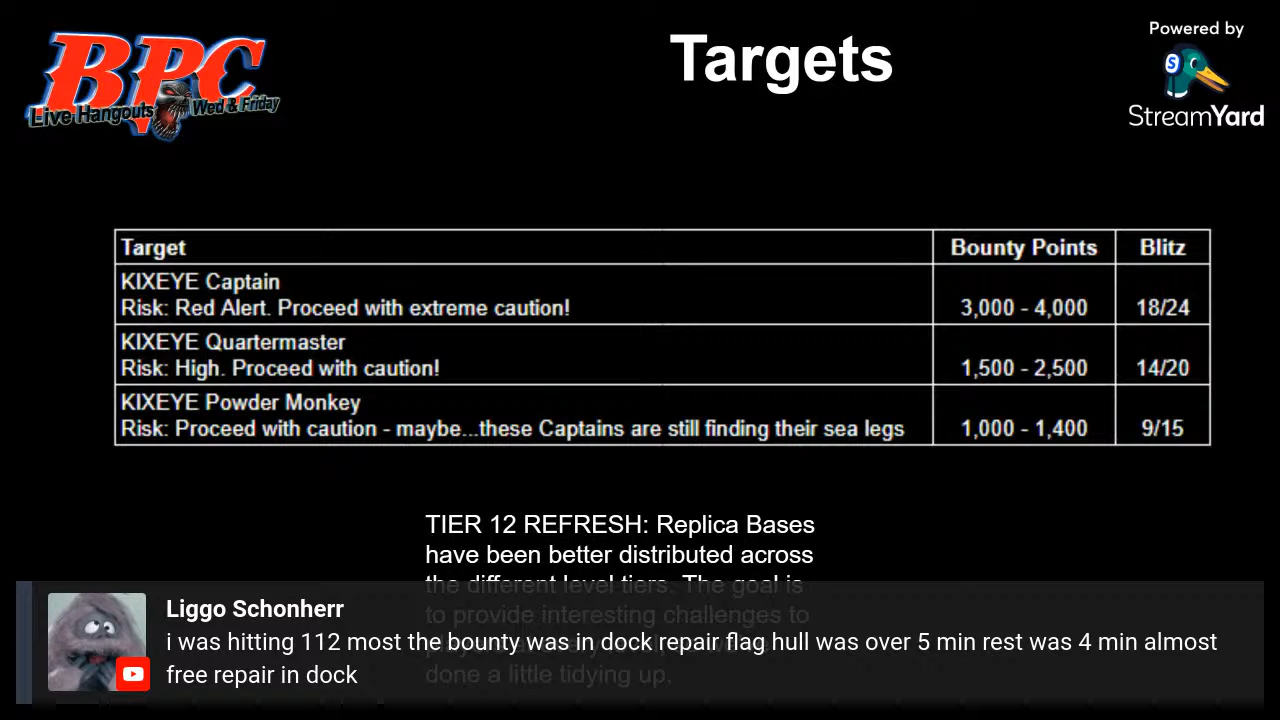 BPC
Live Hangouts Wed & Friday
Targets
Powered by
StreamYard
Target Bounty Points Blitz
KIXEYE Captain
Risk: Red Alert. Proceed with extreme caution! 3,000 - 4,000 18/24
KIXEYE Quartermaster
Risk: High. Proceed with caution! 1,500 - 2,500 14/20
KIXEYE Powder Monkey
Risk: Proceed with caution - maybe...these Captains are still finding their sea legs 1,000 - 1,400 9/15
TIER 12 REFRESH: Replica Bases
have been better distributed across
the different level tiers. The goal is
to provide interesting challenges to
done a little tidying up.
Liggo Schonherr
i was hitting 112 most the bounty was in dock repair flag hull was over 5 min rest was 4 min almost
free repair in dock